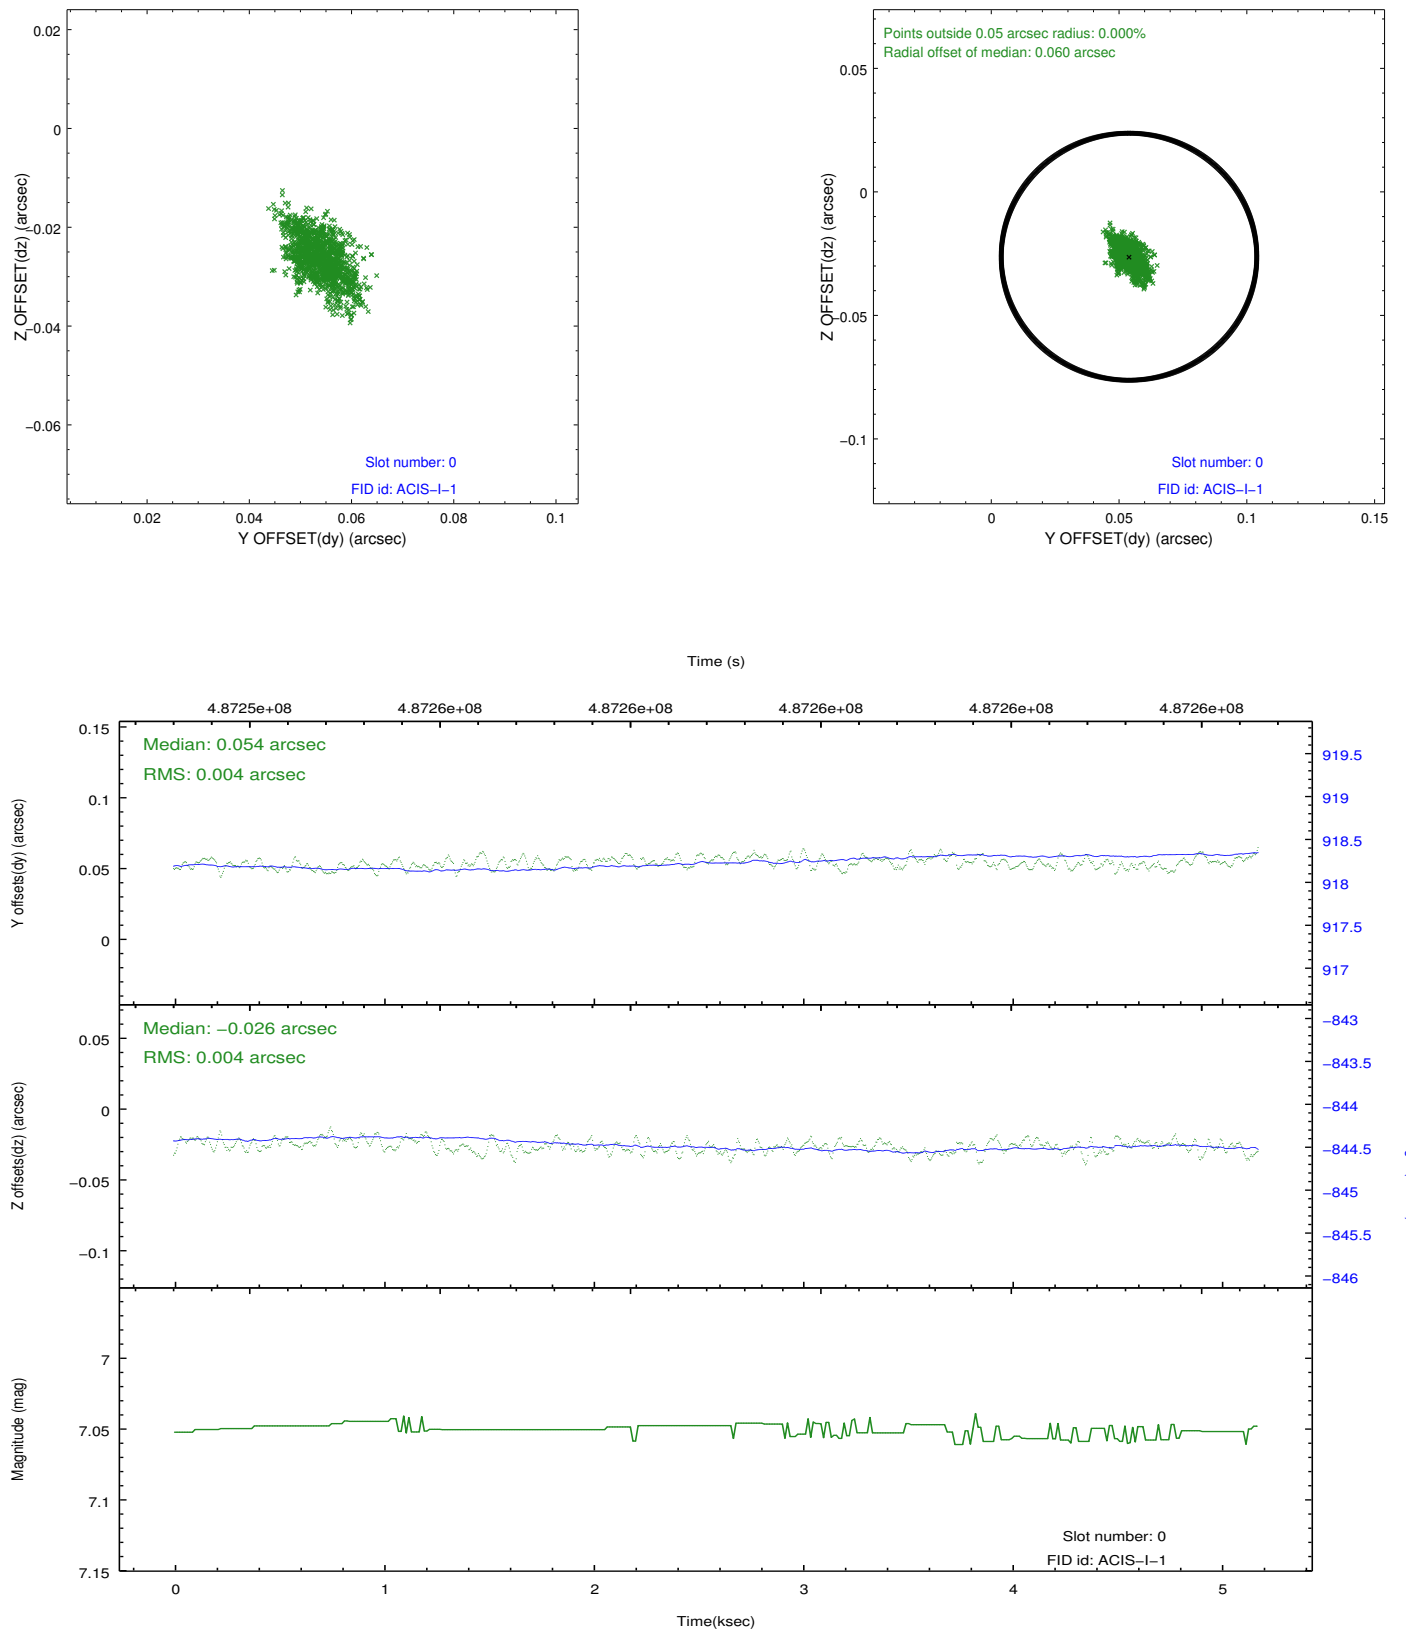 0.02
0
−0.02
−0.04
−0.06
Z OFFSET(dz) (arcsec)
Slot number: 0
FID id: ACIS−I−1
0.02
0.04
0.06
0.08
0.1
Y OFFSET(dy) (arcsec)
Points outside 0.05 arcsec radius: 0.000%
Radial offset of median: 0.060 arcsec
0.05
0
−0.05
−0.1
Z OFFSET(dz) (arcsec)
Slot number: 0
FID id: ACIS−I−1
0
0.05
0.1
0.15
Y OFFSET(dy) (arcsec)
Time (s)
4.8725e+08
4.8726e+08
4.8726e+08
4.8726e+08
4.8726e+08
4.8726e+08
Median: 0.054 arcsec
RMS: 0.004 arcsec
0.15
0.1
0.05
0
Y offsets(dy) (arcsec)
919.5
919
918.5
918
917.5
917
Median: −0.026 arcsec
RMS: 0.004 arcsec
0.05
0
−0.05
−0.1
Z offsets(dz) (arcsec)
−843
−843.5
−844
−844.5
−845
−845.5
−846
7
7.05
7.1
7.15
Magnitude (mag)
Slot number: 0
FID id: ACIS−I−1
0
1
2
3
4
5
Time(ksec)